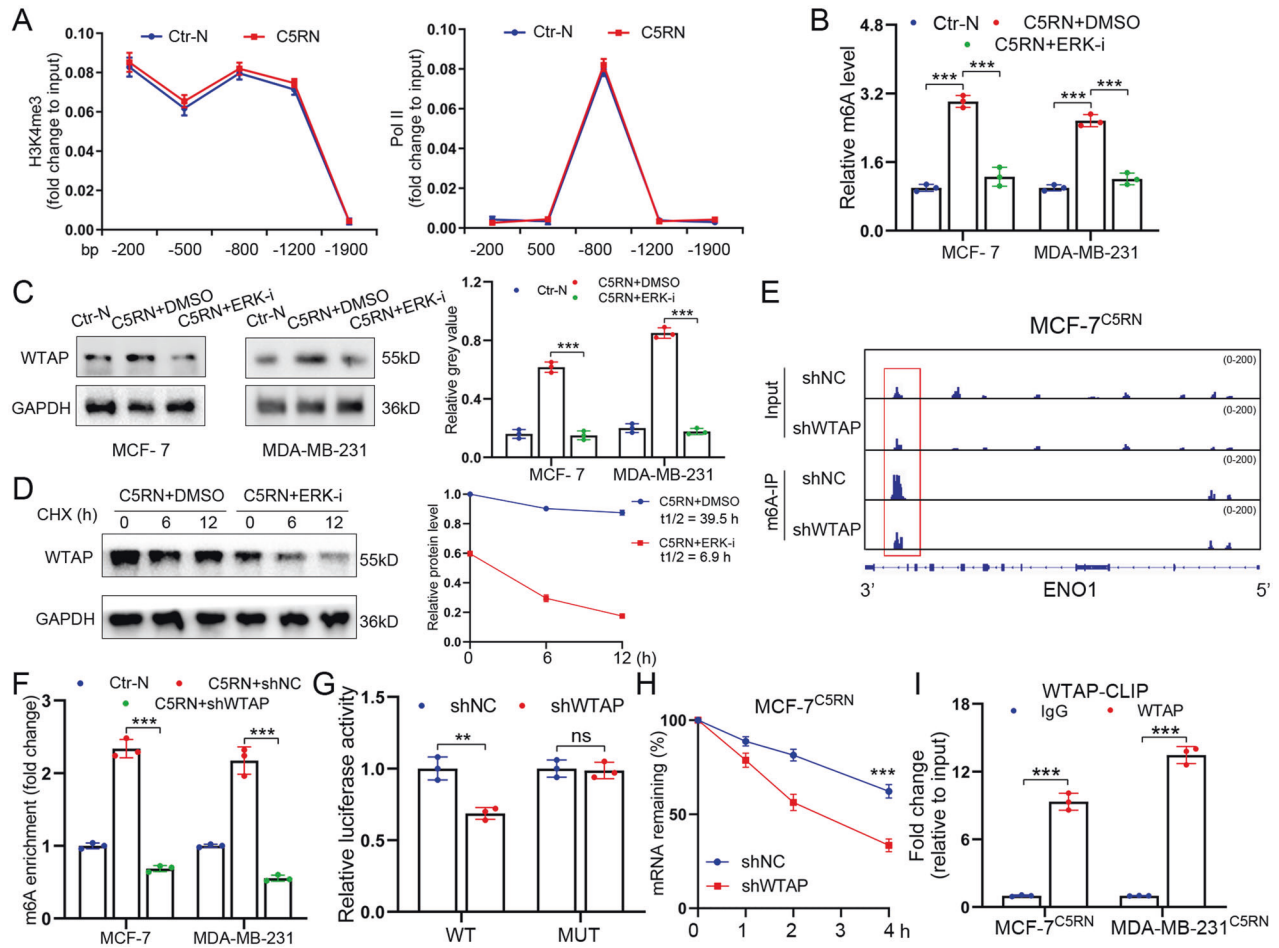 A
Ctr-N C5RN
H3K4me3
(fold change to input)
0.10
0.08
0.06
0.04
0.02
0.00
bp -200 -500 -800 -1200 -1900
Ctr-N C5RN
Pol II
(fold change to input)
0.10
0.08
0.06
0.04
0.02
0.00
-200 500 -800 -1200 -1900
B
Ctr-N C5RN+DMSO
C5RN+ERK-i
Relative m6A level
4.8
3.2
1.6
0.0
*** *** *** ***
MCF- 7 MDA-MB-231
C
Ctr-N C5RN+DMSO C5RN+ERK-i
Ctr-N C5RN+DMSO C5RN+ERK-i
WTAP 55kD
GAPDH 36kD
MCF- 7 MDA-MB-231
Ctr-N C5RN+DMSO
C5RN+ERK-i
Relative grey value
1.2
0.8
0.4
0.0
*** ***
MCF- 7 MDA-MB-231
D
C5RN+DMSO C5RN+ERK-i
CHX (h) 0 6 12 0 6 12
WTAP 55kD
GAPDH 36kD
Relative protein level
1.0
0.8
0.6
0.4
0.2
0.0
0 6 12 (h)
C5RN+DMSO
t1/2 = 39.5 h
C5RN+ERK-i
t1/2 = 6.9 h
E
MCF-7C5RN
Input
m6A-IP
shNC (0-200)
shWTAP (0-200)
shNC (0-200)
shWTAP (0-200)
3' ENO1 5'
F
Ctr-N C5RN+shNC
C5RN+shWTAP
m6A enrichment (fold change)
3
2
1
0
*** ***
MCF-7 MDA-MB-231
G
shNC shWTAP
Relative luciferase activity
1.5
1.0
0.5
0.0
** ns
WT MUT
H
MCF-7C5RN
mRNA remaining (%)
100
50
0
***
shNC
shWTAP
0 1 2 3 4 h
I
WTAP-CLIP
IgG WTAP
Fold change
(relative to input)
18
12
6
0
*** ***
MCF-7C5RN MDA-MB-231C5RN